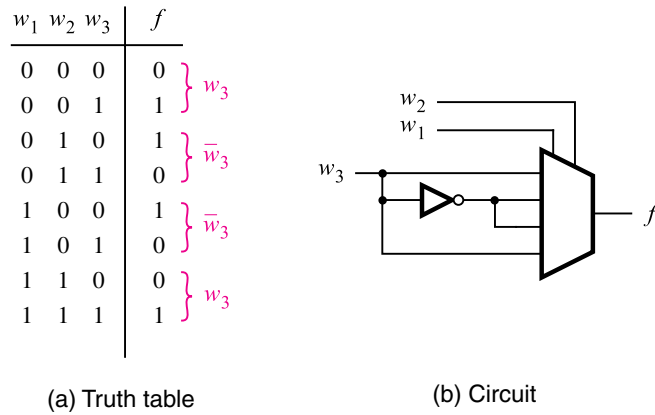 w₁ w₂ w₃ f
0 0 0 0
0 0 1 1
w₃
0 1 0 1
0 1 1 0
w̅₃
1 0 0 1
1 0 1 0
w̅₃
1 1 0 0
1 1 1 1
w₃
(a) Truth table
w₂
w₁
w₃
f
(b) Circuit